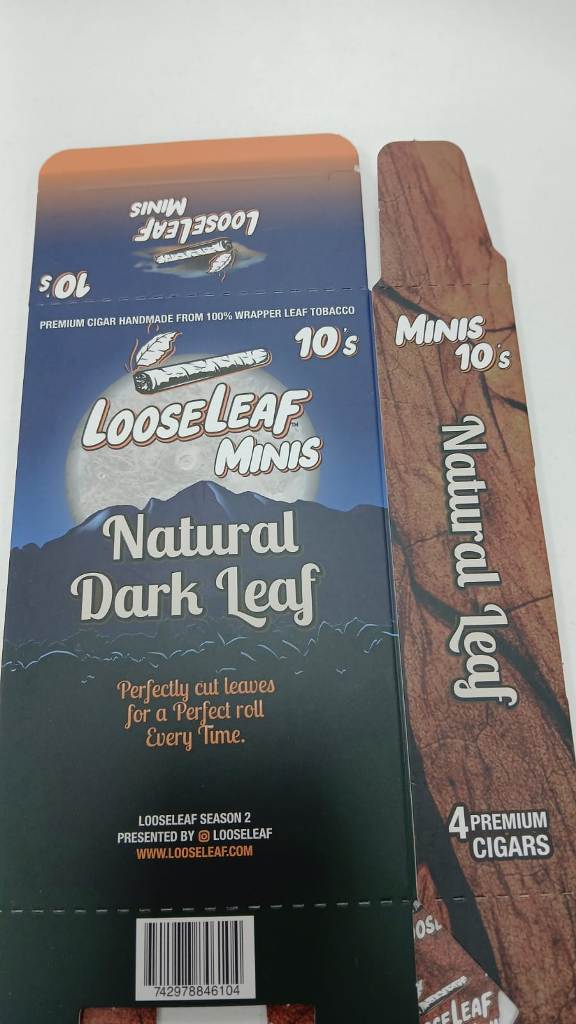 LOOSELEAF
MINIS
10's
PREMIUM CIGAR HANDMADE FROM 100% WRAPPER LEAF TOBACCO
10's
LOOSELEAF™
MINIS
Natural
Dark Leaf
Perfectly cut leaves
for a Perfect roll
Every Time.
LOOSELEAF SEASON 2
PRESENTED BY LOOSELEAF
WWW.LOOSELEAF.COM
742978846104
MINIS
10's
Natural Leaf
4 PREMIUM
CIGARS